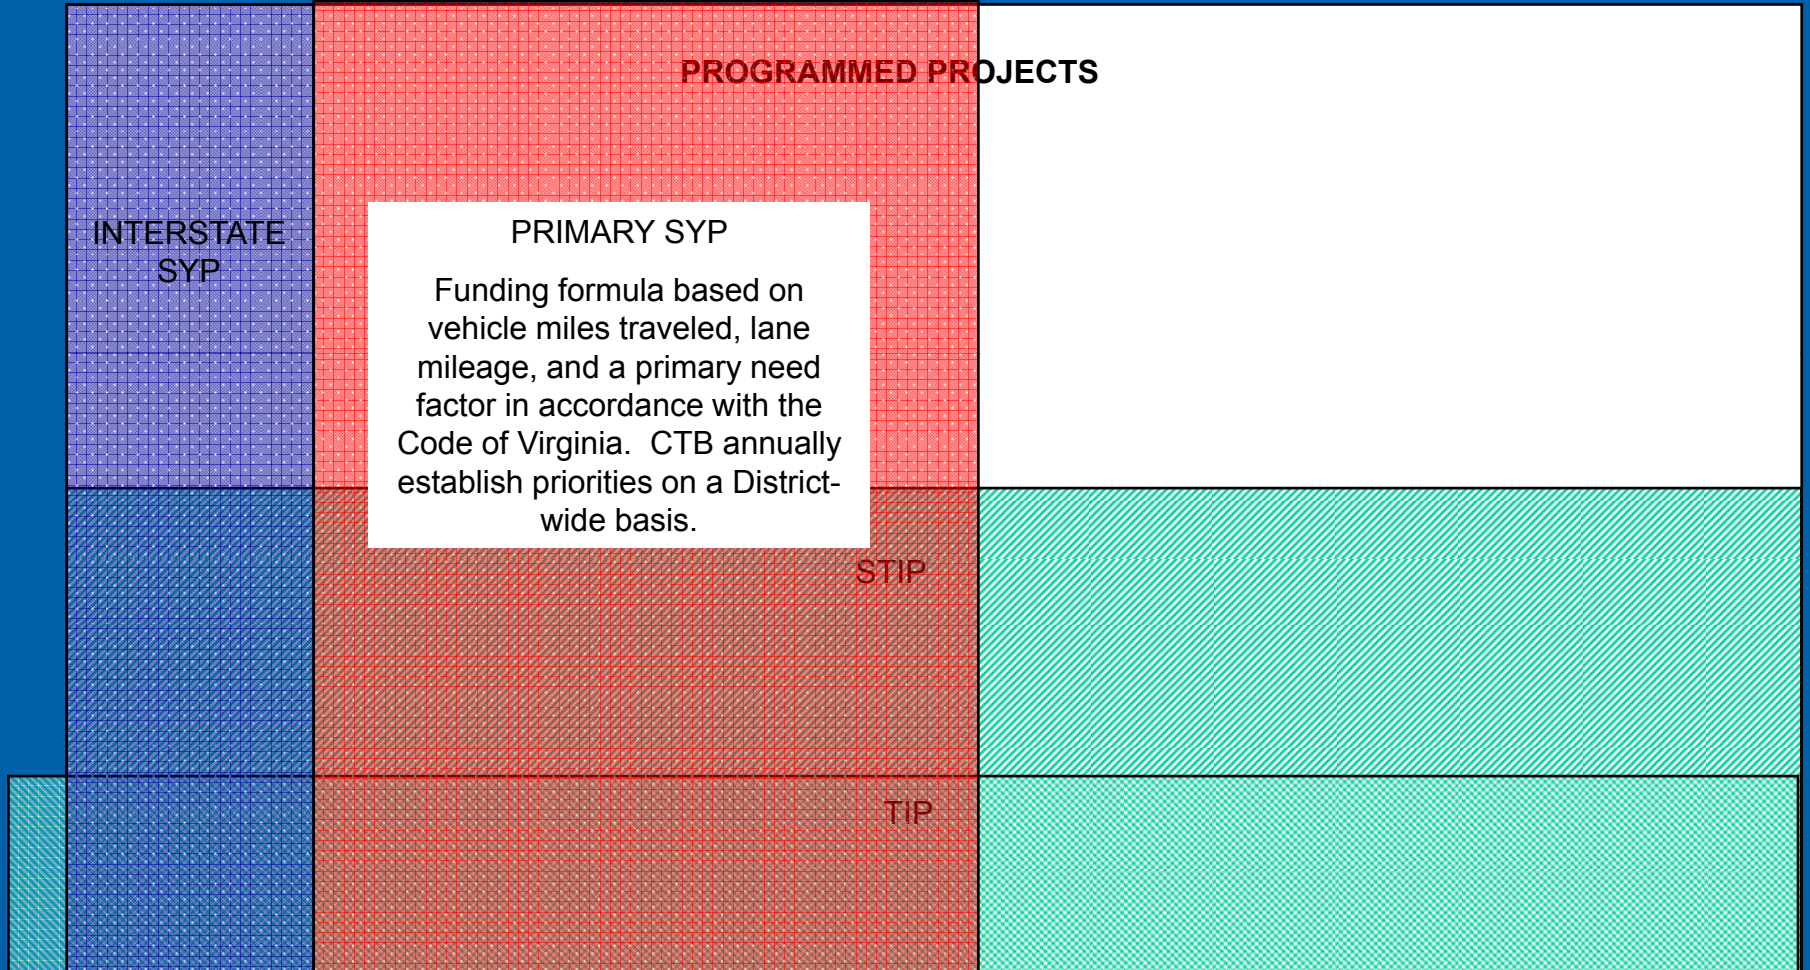 PROGRAMMED PROJECTS
INTERSTATE
SYP
PRIMARY SYP
Funding formula based on
vehicle miles traveled, lane
mileage, and a primary need
factor in accordance with the
Code of Virginia.  CTB annually
establish priorities on a District-
wide basis.
STIP
TIP